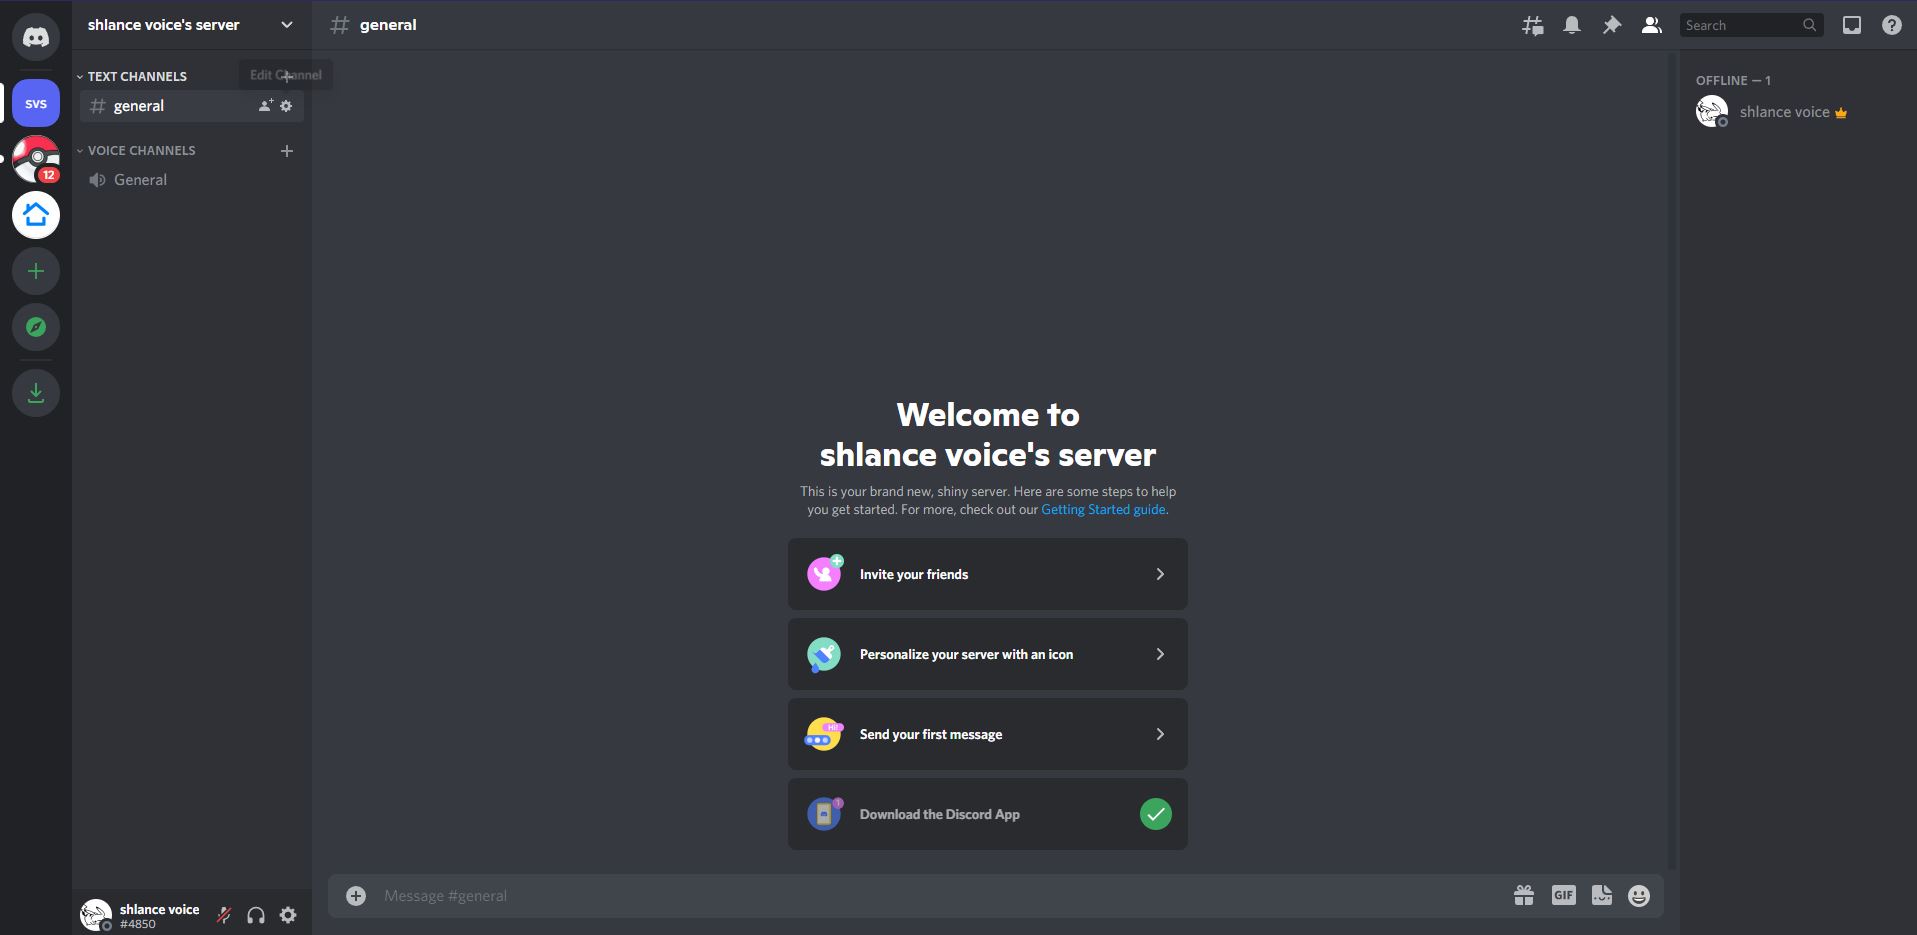 shlance voice's server
general
Search
TEXT CHANNELS
Edit Channel
svs
general
12
VOICE CHANNELS
General
OFFLINE — 1
shlance voice
Welcome to
shlance voice's server
This is your brand new, shiny server. Here are some steps to help
you get started. For more, check out our Getting Started guide.
Invite your friends
Personalize your server with an icon
Hi!
Send your first message
1
Download the Discord App
Message #general
GIF
shlance voice
#4850